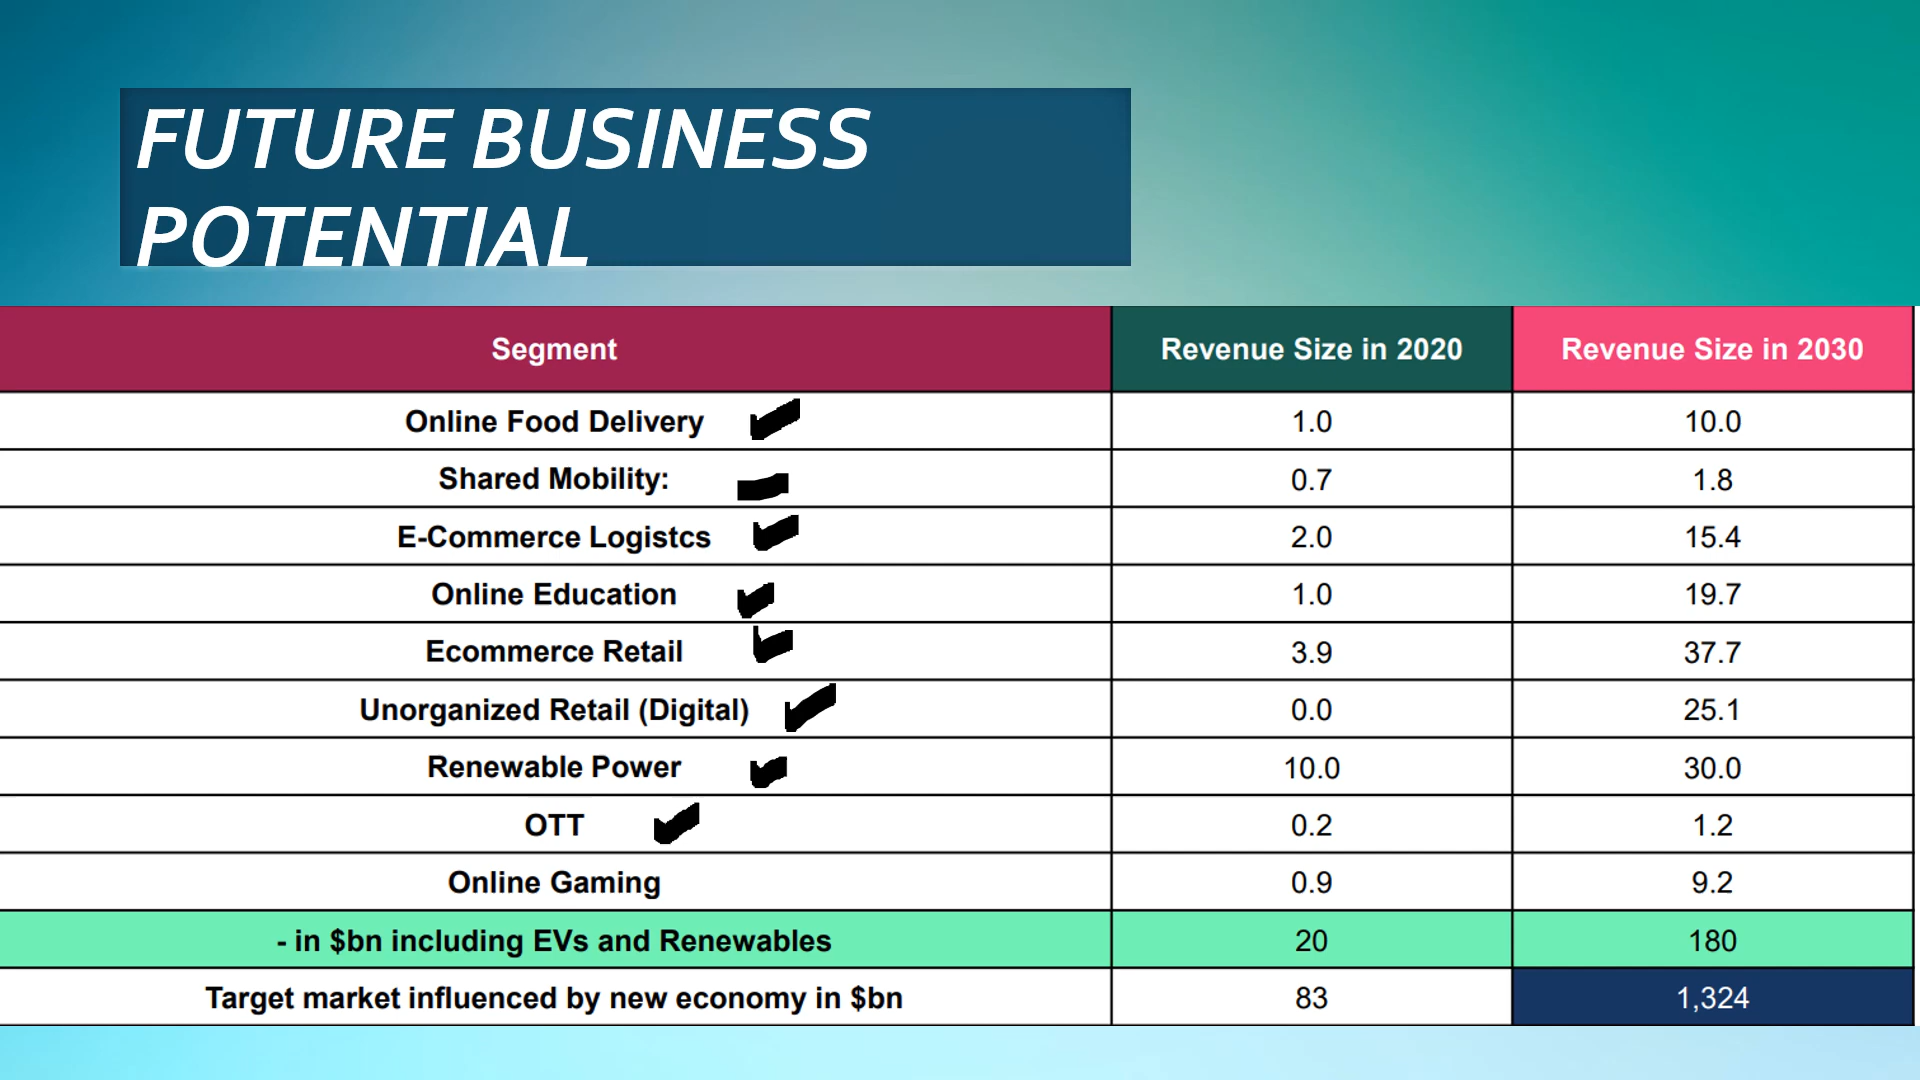 FUTURE BUSINESS
POTENTIAL
Segment Revenue Size in 2020 Revenue Size in 2030
Online Food Delivery 1.0 10.0
Shared Mobility: 0.7 1.8
E-Commerce Logistcs 2.0 15.4
Online Education 1.0 19.7
Ecommerce Retail 3.9 37.7
Unorganized Retail (Digital) 0.0 25.1
Renewable Power 10.0 30.0
OTT 0.2 1.2
Online Gaming 0.9 9.2
- in $bn including EVs and Renewables 20 180
Target market influenced by new economy in $bn 83 1,324